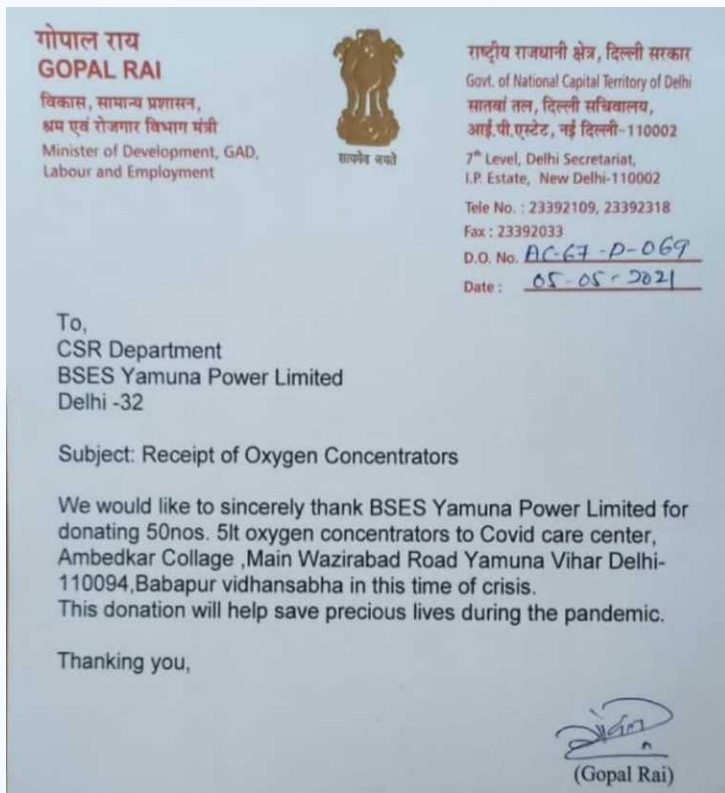 गोपाल राय
GOPAL RAI
विकास, सामान्य प्रशासन,
श्रम एवं रोजगार विभाग मंत्री
Minister of Development, GAD,
Labour and Employment
सत्यमेव जयते
राष्ट्रीय राजधानी क्षेत्र, दिल्ली सरकार
Govt. of National Capital Territory of Delhi
सातवां तल, दिल्ली सचिवालय,
आई.पी.एस्टेट, नई दिल्ली-110002
7th Level, Delhi Secretariat,
I.P. Estate, New Delhi-110002
Tele No. : 23392109, 23392318
Fax : 23392033
D.O. No. AC-67-D-069
Date : 05-05-2021
To,
CSR Department
BSES Yamuna Power Limited
Delhi -32
Subject: Receipt of Oxygen Concentrators
We would like to sincerely thank BSES Yamuna Power Limited for
donating 50nos. 5lt oxygen concentrators to Covid care center,
Ambedkar Collage ,Main Wazirabad Road Yamuna Vihar Delhi-
110094,Babapur vidhansabha in this time of crisis.
This donation will help save precious lives during the pandemic.
Thanking you,
(Gopal Rai)